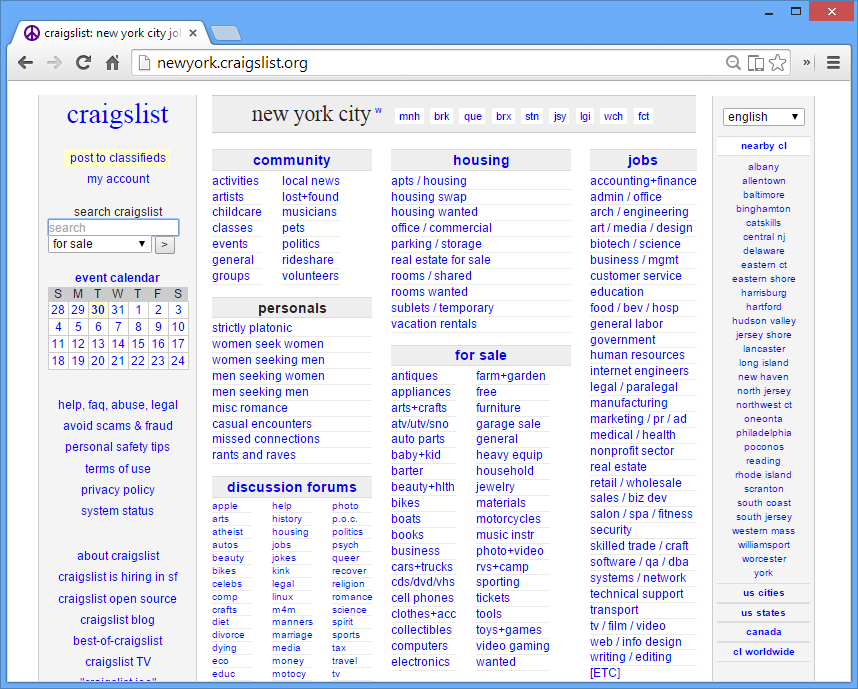 craigslist: new york city jol
newyork.craigslist.org
craigslist
post to classifieds
my account
search craigslist
search
for sale
>
event calendar
S M T W T F S
28 29 30 31 1 2 3
4 5 6 7 8 9 10
11 12 13 14 15 16 17
18 19 20 21 22 23 24
help, faq, abuse, legal
avoid scams & fraud
personal safety tips
terms of use
privacy policy
system status
about craigslist
craigslist is hiring in sf
craigslist open source
craigslist blog
best-of-craigslist
craigslist TV
"craigslist joe"
new york city w mnh brk que brx stn jsy lgi wch fct
community
activities
artists
childcare
classes
events
general
groups
local news
lost+found
musicians
pets
politics
rideshare
volunteers
personals
strictly platonic
women seek women
women seeking men
men seeking women
men seeking men
misc romance
casual encounters
missed connections
rants and raves
discussion forums
apple
arts
atheist
autos
beauty
bikes
celebs
comp
crafts
diet
divorce
dying
eco
educ
help
history
housing
jobs
jokes
kink
legal
linux
m4m
manners
marriage
media
money
motocy
photo
p.o.c.
politics
psych
queer
recover
religion
romance
science
spirit
sports
tax
travel
tv
housing
apts / housing
housing swap
housing wanted
office / commercial
parking / storage
real estate for sale
rooms / shared
rooms wanted
sublets / temporary
vacation rentals
for sale
antiques
appliances
arts+crafts
atv/utv/sno
auto parts
baby+kid
barter
beauty+hlth
bikes
boats
books
business
cars+trucks
cds/dvd/vhs
cell phones
clothes+acc
collectibles
computers
electronics
farm+garden
free
furniture
garage sale
general
heavy equip
household
jewelry
materials
motorcycles
music instr
photo+video
rvs+camp
sporting
tickets
tools
toys+games
video gaming
wanted
jobs
accounting+finance
admin / office
arch / engineering
art / media / design
biotech / science
business / mgmt
customer service
education
food / bev / hosp
general labor
government
human resources
internet engineers
legal / paralegal
manufacturing
marketing / pr / ad
medical / health
nonprofit sector
real estate
retail / wholesale
sales / biz dev
salon / spa / fitness
security
skilled trade / craft
software / qa / dba
systems / network
technical support
transport
tv / film / video
web / info design
writing / editing
[ETC]
english
nearby cl
albany
allentown
baltimore
binghamton
catskills
central nj
delaware
eastern ct
eastern shore
harrisburg
hartford
hudson valley
jersey shore
lancaster
long island
new haven
north jersey
northwest ct
oneonta
philadelphia
poconos
reading
rhode island
scranton
south coast
south jersey
western mass
williamsport
worcester
york
us cities
us states
canada
cl worldwide